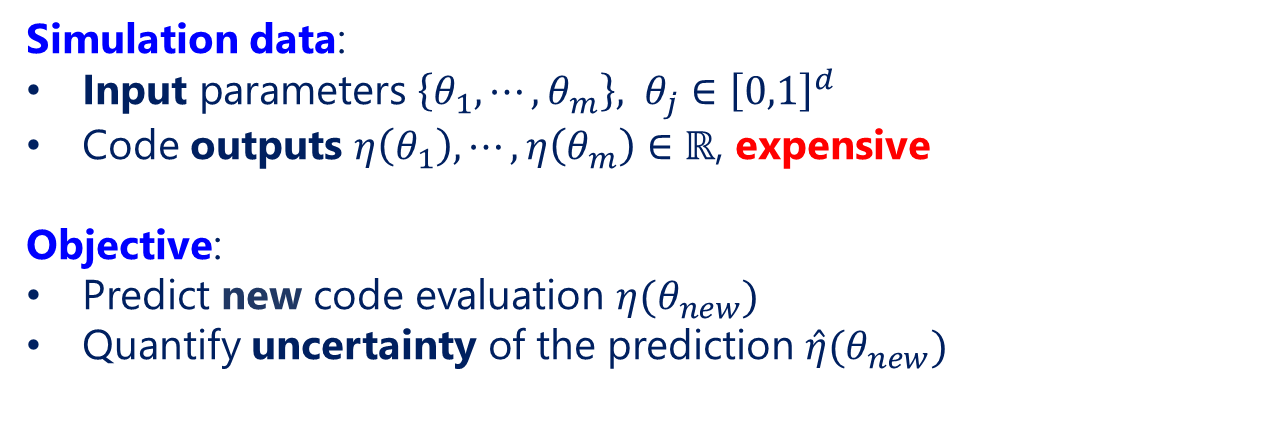 Simulation data:
• Input parameters {θ₁, ⋯, θₘ}, θⱼ ∈ [0,1]ᵈ
• Code outputs η(θ₁), ⋯, η(θₘ) ∈ ℝ, expensive
Objective:
• Predict new code evaluation η(θₙₑw)
• Quantify uncertainty of the prediction η̂(θₙₑw)